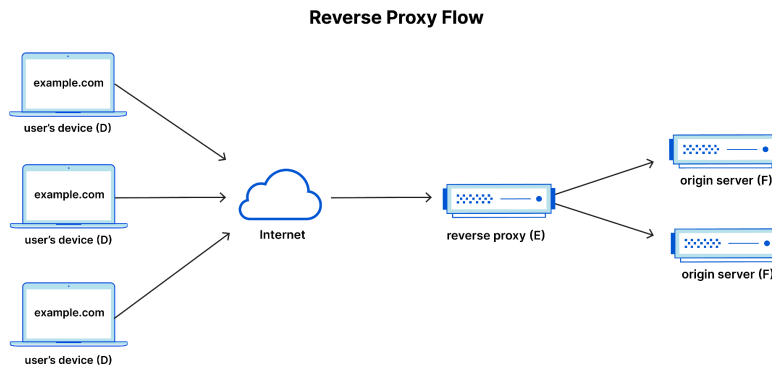 Reverse Proxy Flow
example.com
user's device (D)
example.com
user's device (D)
example.com
user's device (D)
Internet
reverse proxy (E)
origin server (F)
origin server (F)